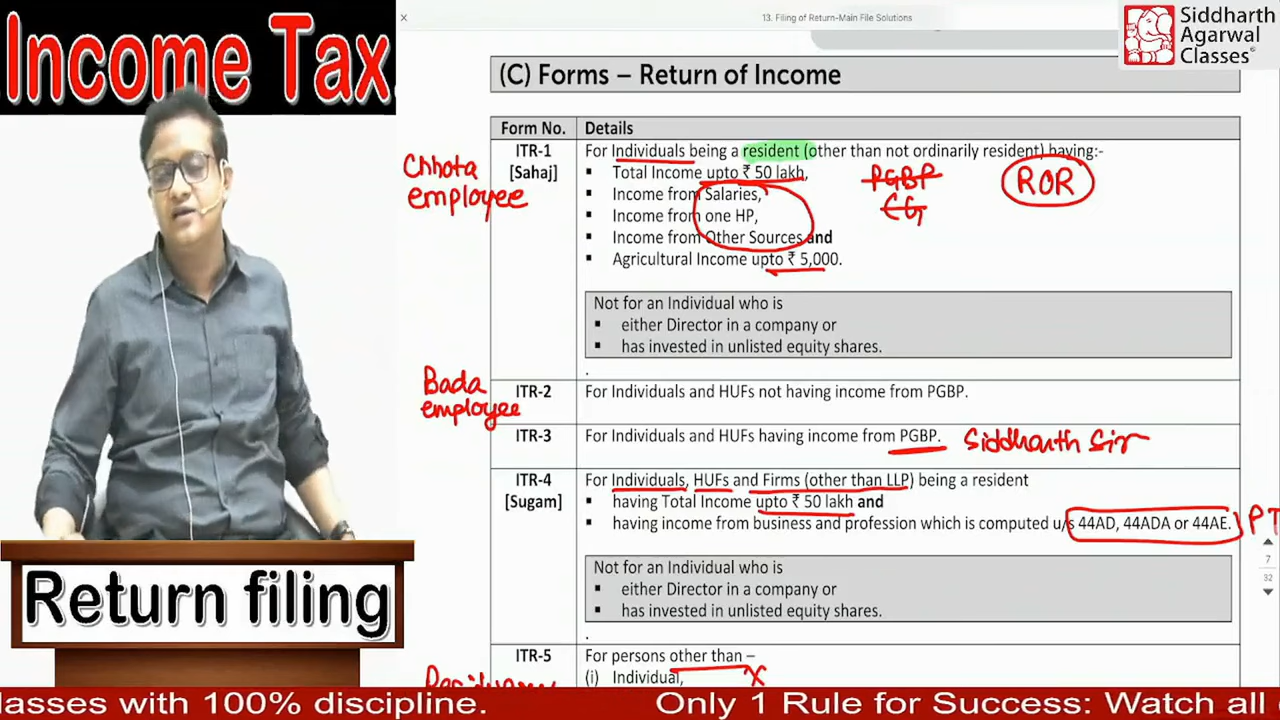 Income Tax
Return filing
13. Filing of Return-Main File Solutions
Siddharth
Agarwal
Classes
(C) Forms – Return of Income
Form No. Details
ITR-1 For Individuals being a resident (other than not ordinarily resident) having:-
[Sahaj] ▪ Total Income upto ₹ 50 lakh,
▪ Income from Salaries,
▪ Income from one HP,
▪ Income from Other Sources and
▪ Agricultural Income upto ₹ 5,000.
Chhota
employee
PGBP
CG
ROR
Not for an Individual who is
▪ either Director in a company or
▪ has invested in unlisted equity shares.
.
Bada
employee
ITR-2 For Individuals and HUFs not having income from PGBP.
ITR-3 For Individuals and HUFs having income from PGBP. Siddharth Sir
ITR-4 For Individuals, HUFs and Firms (other than LLP) being a resident
[Sugam] ▪ having Total Income upto ₹ 50 lakh and
▪ having income from business and profession which is computed u/s 44AD, 44ADA or 44AE. PT
7
32
Not for an Individual who is
▪ either Director in a company or
▪ has invested in unlisted equity shares.
.
ITR-5 For persons other than –
(i) Individual, X
lasses with 100% discipline. Only 1 Rule for Success: Watch all